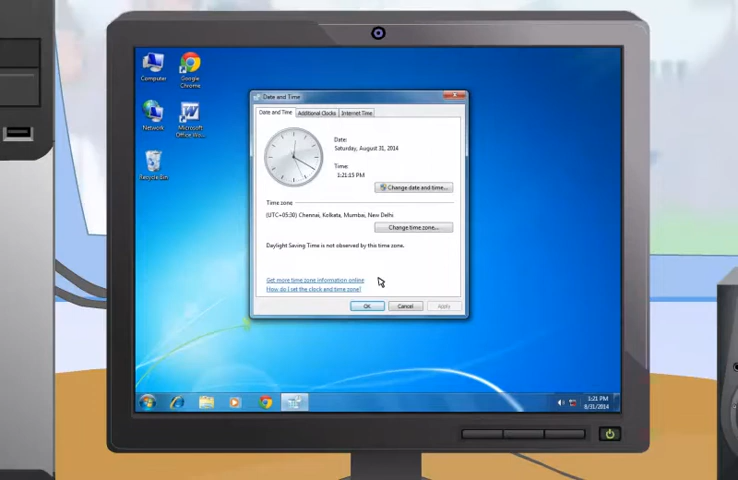 Computer
Google Chrome
Network
Microsoft Office Wo...
Recycle Bin
Date and Time
Date and Time
Additional Clocks
Internet Time
Date:
Saturday, August 31, 2014
Time:
1:21:15 PM
Change date and time...
Time zone
(UTC+05:30) Chennai, Kolkata, Mumbai, New Delhi
Change time zone...
Daylight Saving Time is not observed by this time zone.
Get more time zone information online
How do I set the clock and time zone?
OK
Cancel
Apply
1:21 PM
8/31/2014